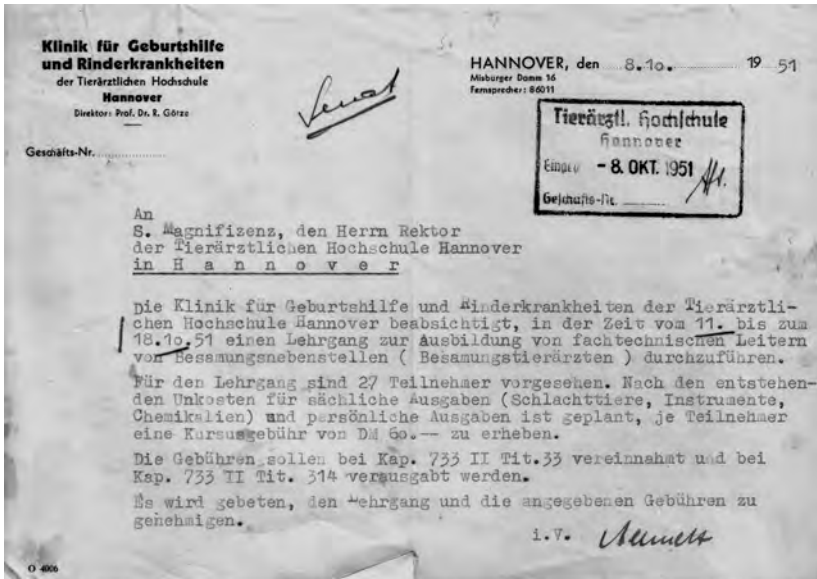 Klinik für Geburtshilfe
und Rinderkrankheiten
der Tierärztlichen Hochschule
Hannover
Direktor: Prof. Dr. R. Götze
Geschäfts-Nr.
Senat
HANNOVER, den 8.10. 1951
Misburger Damm 16
Fernsprecher: 86011
Tierärztl. Hochschule
Hannover
Eing. - 8. OKT. 1951
Geschäfts-Nr.
An
S. Magnifizenz, den Herrn Rektor
der Tierärztlichen Hochschule Hannover
in H a n n o v e r
Die Klinik für Geburtshilfe und Rinderkrankheiten der Tierärztli-
chen Hochschule Hannover beabsichtigt, in der Zeit vom 11. bis zum
18.10.51 einen Lehrgang zur Ausbildung von fachtechnischen Leitern
von Besamungsnebenstellen ( Besamungstierärzten ) durchzuführen.
Für den Lehrgang sind 27 Teilnehmer vorgesehen. Nach den entstehen-
den Unkosten für sächliche Ausgaben (Schlachttiere, Instrumente,
Chemikalien) und persönliche Ausgaben ist geplant, je Teilnehmer
eine Kursusgebühr von DM 60.-- zu erheben.
Die Gebühren sollen bei Kap. 733 II Tit.33 vereinnahmt und bei
Kap. 733 II Tit. 314 verausgabt werden.
Es wird gebeten, den Lehrgang und die angegebenen Gebühren zu
genehmigen.
i.V.
O 4006